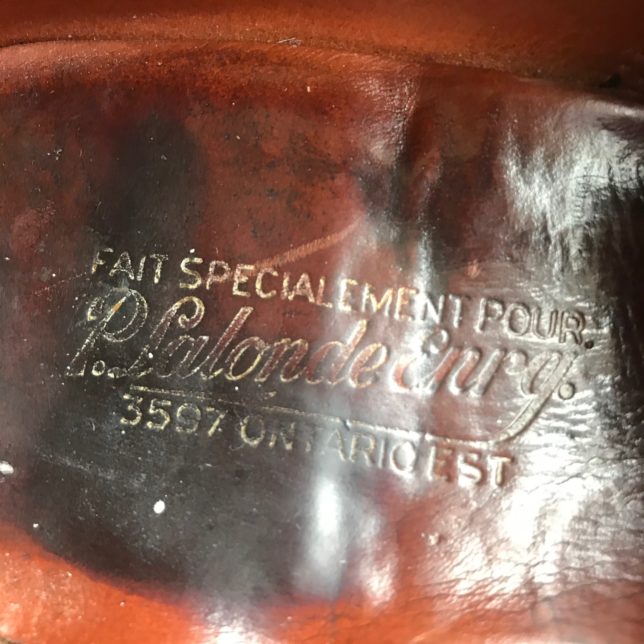 FAIT SPECIALEMENT POUR.
P. Lalonde Enrg.
3597 ONTARIO EST